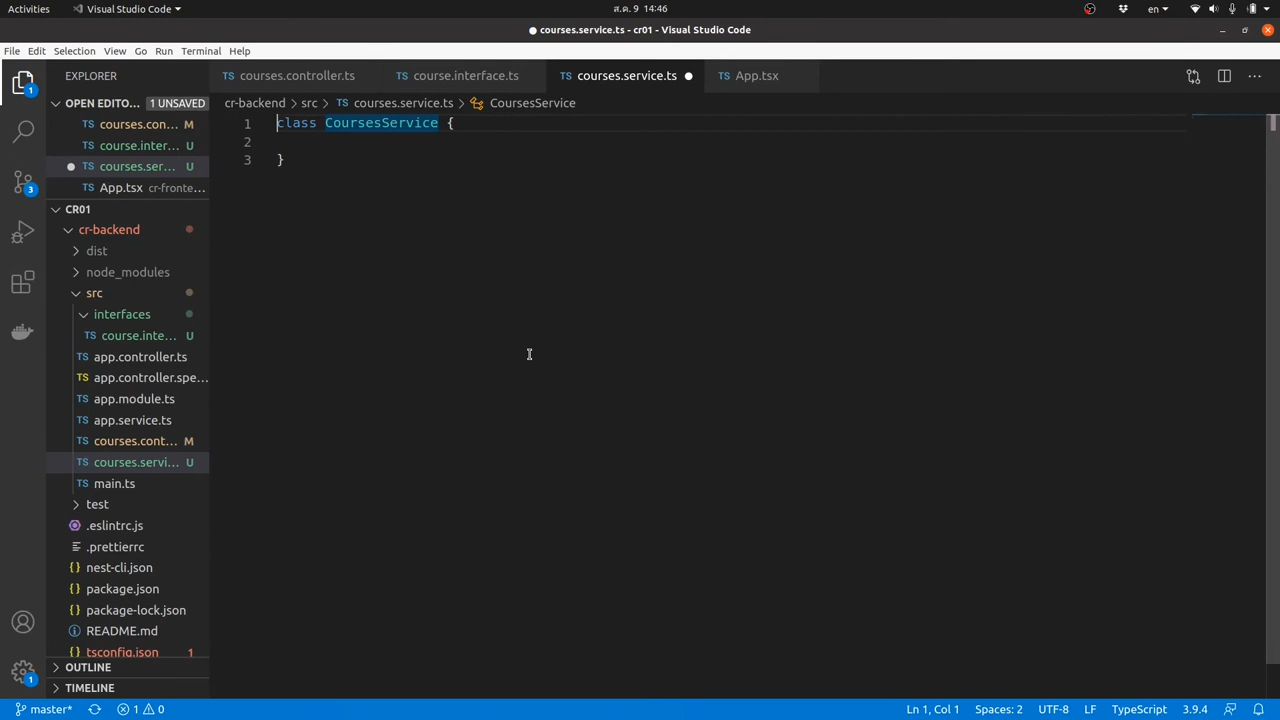 Activities Visual Studio Code ส.ค. 9 14:46 en
● courses.service.ts - cr01 - Visual Studio Code
File Edit Selection View Go Run Terminal Help
EXPLORER
TS courses.controller.ts TS course.interface.ts TS courses.service.ts TS App.tsx
OPEN EDITO... 1 UNSAVED
cr-backend > src > TS courses.service.ts > CoursesService
TS courses.con... M
TS course.inter... U
TS courses.ser... U
TS App.tsx cr-fronte...
1 class CoursesService {
2
3 }
CR01
cr-backend
dist
node_modules
src
interfaces
TS course.inte... U
TS app.controller.ts
TS app.controller.spe...
TS app.module.ts
TS app.service.ts
TS courses.cont... M
TS courses.servi... U
TS main.ts
test
.eslintrc.js
.prettierrc
{} nest-cli.json
{} package.json
{} package-lock.json
README.md
{} tsconfig.json 1
OUTLINE
TIMELINE
1
3
1
master* 1 0 Ln 1, Col 1 Spaces: 2 UTF-8 LF TypeScript 3.9.4